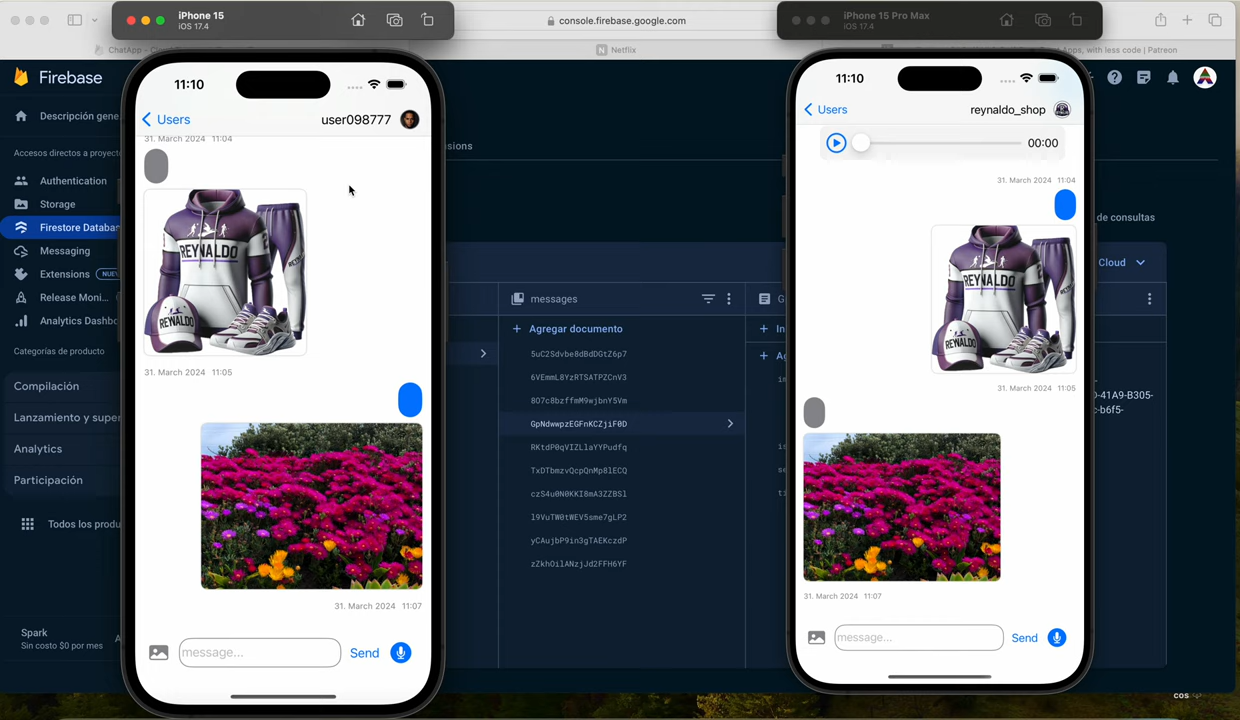 iPhone 15
iOS 17.4
console.firebase.google.com
iPhone 15 Pro Max
iOS 17.4
Netflix
Apps, with less code | Patreon
Firebase
Descripción gene
Accesos directos a proyecto
Authentication
Storage
Firestore Databa
Messaging
Extensions
Release Moni...
Analytics Dashbo
Categorías de producto
Compilación
Lanzamiento y super
Analytics
Participación
Todos los produ
Spark
Sin costo $0 por mes
11:10
Users
user098777
31. March 2024 11:04
REYNALDO
REYNALDO
31. March 2024 11:05
31. March 2024 11:07
message...
Send
sions
messages
Agregar documento
5uC2Sdvbe8dBdDGtZ6p7
6VEmmL8YzRTSATPZCnV3
8O7c8bzffmM9wjbnY5Vm
GpNdwwpzEGFnKCZjiF0D
RKtdP0qVIZLlaYYPudfq
TxDTbmzvQcpQnMp8lECQ
czS4u0N0KKI8mA3ZZBSl
l9VuTW0tWEV5sme7gLP2
yCAujbP9in3gTAEKczdP
zZkhOilANzjJd2FFH6YF
11:10
Users
reynaldo_shop
00:00
31. March 2024 11:04
REYNALDO
REYNALDO
31. March 2024 11:05
31. March 2024 11:07
message...
Send
de consultas
Cloud
-41A9-B305-
c-b6f5-
cos